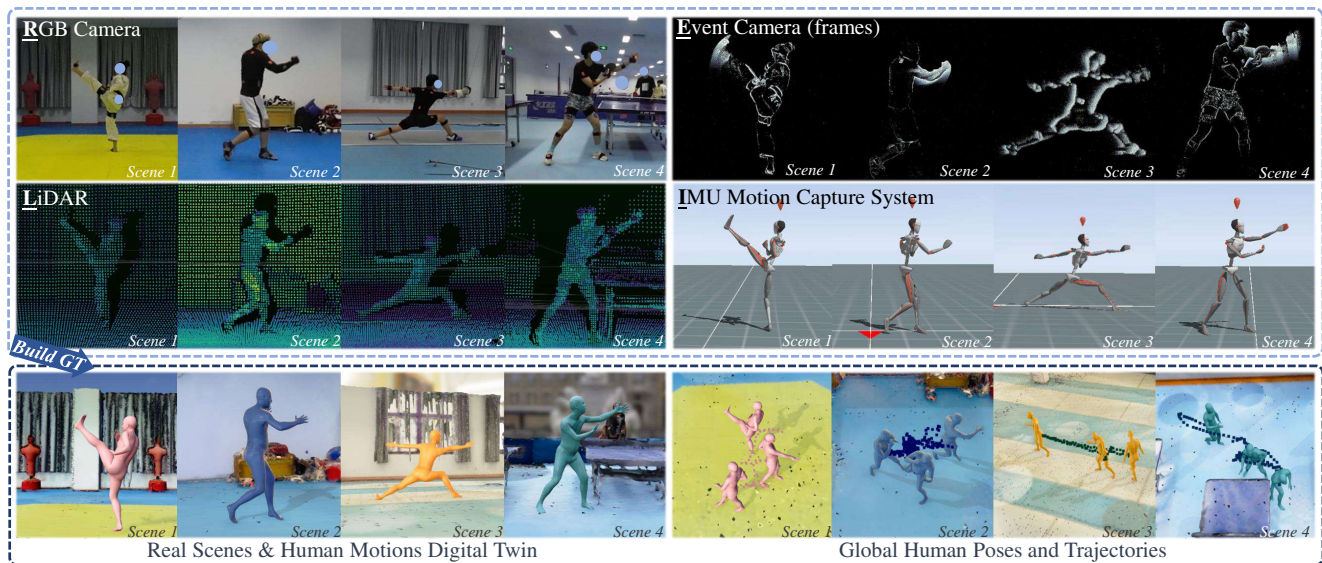 RGB Camera
Scene 1
Scene 2
Scene 3
Scene 4
Event Camera (frames)
Scene 1
Scene 2
Scene 3
Scene 4
LiDAR
Scene 1
Scene 2
Scene 3
Scene 4
IMU Motion Capture System
Scene 1
Scene 2
Scene 3
Scene 4
Build GT
Scene 1
Scene 2
Scene 3
Scene 4
Real Scenes & Human Motions Digital Twin
Scene 1
Scene 2
Scene 3
Scene 4
Global Human Poses and Trajectories